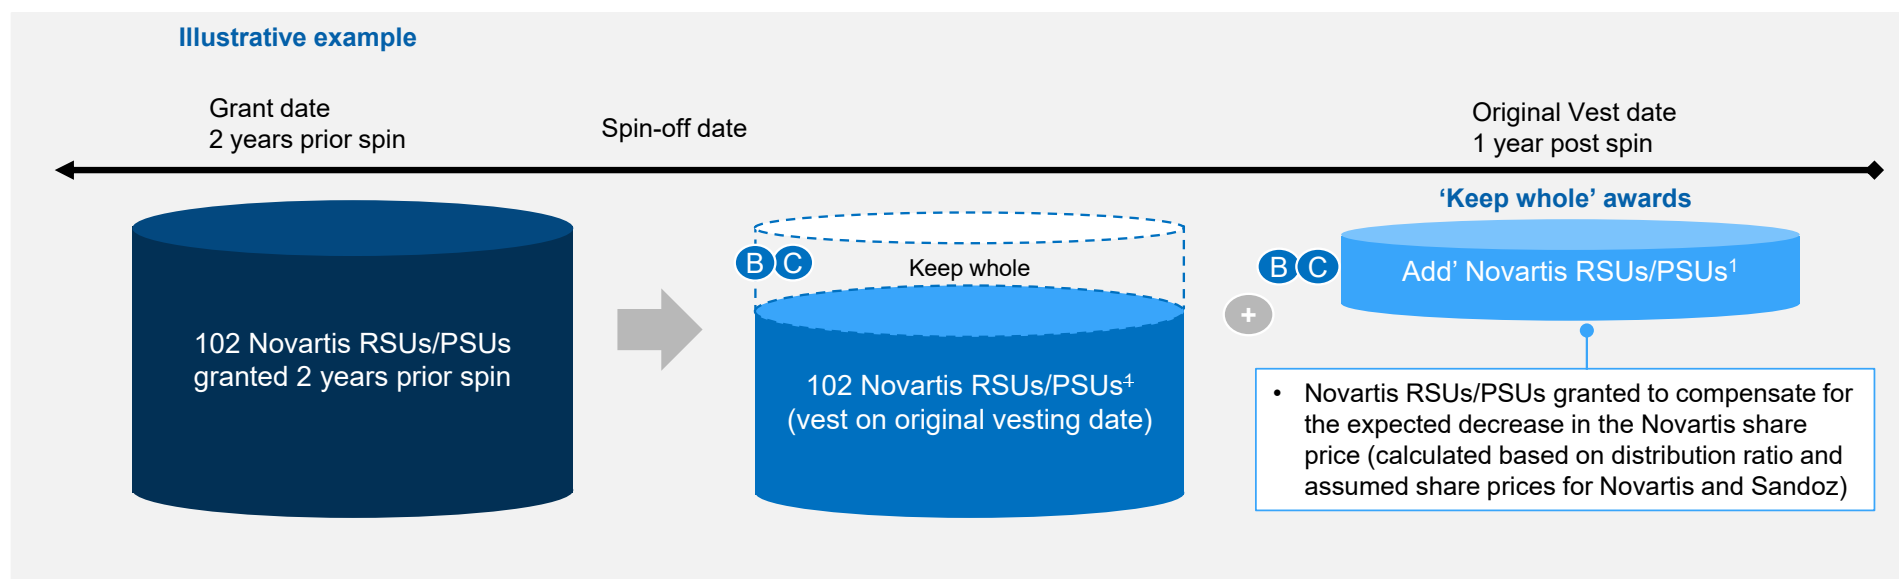 Illustrative example
Grant date
2 years prior spin
Spin-off date
Original Vest date
1 year post spin
102 Novartis RSUs/PSUs
granted 2 years prior spin
B C
Keep whole
102 Novartis RSUs/PSUs1
(vest on original vesting date)
+
‘Keep whole’ awards
B C
Add’ Novartis RSUs/PSUs1
• Novartis RSUs/PSUs granted to compensate for
the expected decrease in the Novartis share
price (calculated based on distribution ratio and
assumed share prices for Novartis and Sandoz)